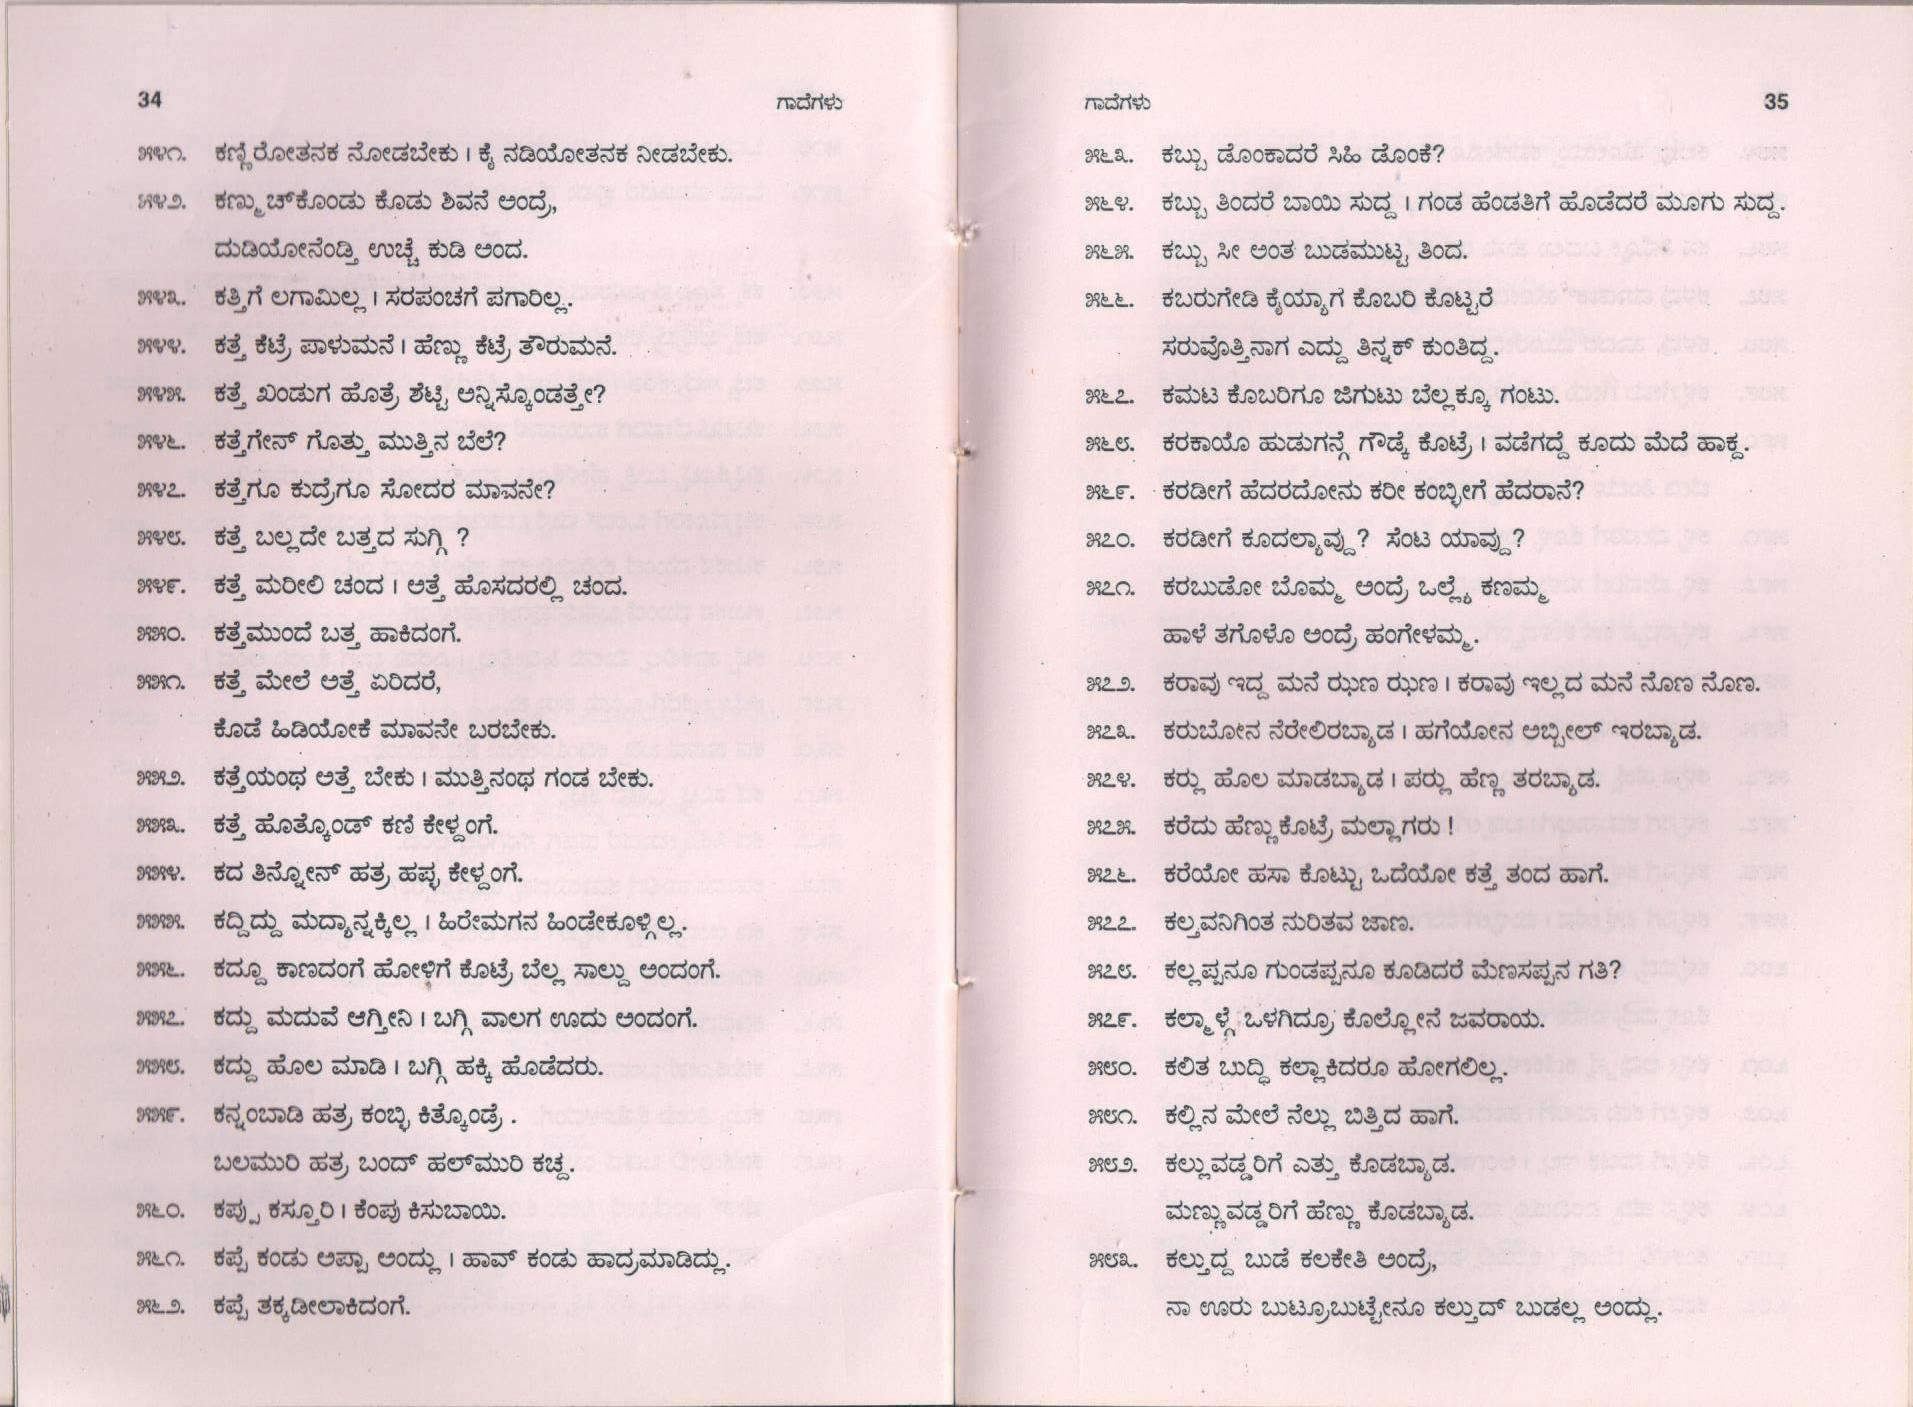 34 ಗಾದೆಗಳು
೫೪೧. ಕಣ್ಣಿರೋತನಕ ನೋಡಬೇಕು । ಕೈ ನಡಿಯೋತನಕ ನೀಡಬೇಕು.
೫೪೨. ಕಣ್ಮುಚ್‌ಕೊಂಡು ಕೊಡು ಶಿವನೆ ಅಂದ್ರೆ,
ದುಡಿಯೋನೆಂಡ್ತಿ ಉಚ್ಚೆ ಕುಡಿ ಅಂದ.
೫೪೩. ಕತ್ತಿಗೆ ಲಗಾಮಿಲ್ಲ । ಸರಪಂಚಗೆ ಪಗಾರಿಲ್ಲ.
೫೪೪. ಕತ್ತೆ ಕೆಟ್ರೆ ಪಾಳುಮನೆ । ಹೆಣ್ಣು ಕೆಟ್ರೆ ತೌರುಮನೆ.
೫೪೫. ಕತ್ತೆ ಖಂಡುಗ ಹೊತ್ರೆ ಶೆಟ್ಟಿ ಅನ್ನಿಸ್ಕೊಂಡತ್ತೇ?
೫೪೬. ಕತ್ತೆಗೇನ್ ಗೊತ್ತು ಮುತ್ತಿನ ಬೆಲೆ?
೫೪೭. ಕತ್ತೆಗೂ ಕುದ್ರೆಗೂ ಸೋದರ ಮಾವನೇ?
೫೪೮. ಕತ್ತೆ ಬಲ್ಲದೇ ಬತ್ತದ ಸುಗ್ಗಿ ?
೫೪೯. ಕತ್ತೆ ಮರೀಲಿ ಚಂದ । ಅತ್ತೆ ಹೊಸದರಲ್ಲಿ ಚಂದ.
೫೫೦. ಕತ್ತೆಮುಂದೆ ಬತ್ತ ಹಾಕಿದಂಗೆ.
೫೫೧. ಕತ್ತೆ ಮೇಲೆ ಅತ್ತೆ ಏರಿದರೆ,
ಕೊಡೆ ಹಿಡಿಯೋಕೆ ಮಾವನೇ ಬರಬೇಕು.
೫೫೨. ಕತ್ತೆಯಂಥ ಅತ್ತೆ ಬೇಕು । ಮುತ್ತಿನಂಥ ಗಂಡ ಬೇಕು.
೫೫೩. ಕತ್ತೆ ಹೊತ್ಕೊಂಡ್ ಕಣಿ ಕೇಳ್ದಂಗೆ.
೫೫೪. ಕದ ತಿನ್ನೋನ್ ಹತ್ರ ಹಪ್ಳ ಕೇಳ್ದಂಗೆ.
೫೫೫. ಕದ್ದಿದ್ದು ಮದ್ಯಾನ್ನಕ್ಕಿಲ್ಲ । ಹಿರೇಮಗನ ಹಿಂಡೇಕೂಳ್ಗಿಲ್ಲ.
೫೫೬. ಕದ್ದೂ ಕಾಣದಂಗೆ ಹೋಳಿಗೆ ಕೊಟ್ರೆ ಬೆಲ್ಲ ಸಾಲ್ದು ಅಂದಂಗೆ.
೫೫೭. ಕದ್ದು ಮದುವೆ ಆಗ್ತೀನಿ । ಬಗ್ಗಿ ವಾಲಗ ಊದು ಅಂದಂಗೆ.
೫೫೮. ಕದ್ದು ಹೊಲ ಮಾಡಿ । ಬಗ್ಗಿ ಹಕ್ಕಿ ಹೊಡೆದರು.
೫೫೯. ಕನ್ನಂಬಾಡಿ ಹತ್ರ ಕಂಬ್ಳಿ ಕಿತ್ಕೊಂಡ್ರೆ .
ಬಲಮುರಿ ಹತ್ರ ಬಂದ್ ಹಲ್‌ಮುರಿ ಕಚ್ದ.
೫೬೦. ಕಪ್ಪು ಕಸ್ತೂರಿ । ಕೆಂಪು ಕಿಸುಬಾಯಿ.
೫೬೧. ಕಪ್ಪೆ ಕಂಡು ಅಪ್ಪಾ ಅಂದ್ಲು । ಹಾವ್ ಕಂಡು ಹಾದ್ರಮಾಡಿದ್ಲು.
೫೬೨. ಕಪ್ಪೆ ತಕ್ಕಡೀಲಾಕಿದಂಗೆ.
ಗಾದೆಗಳು 35
೫೬೩. ಕಬ್ಬು ಡೊಂಕಾದರೆ ಸಿಹಿ ಡೊಂಕೆ?
೫೬೪. ಕಬ್ಬು ತಿಂದರೆ ಬಾಯಿ ಸುದ್ದ । ಗಂಡ ಹೆಂಡತಿಗೆ ಹೊಡೆದರೆ ಮೂಗು ಸುದ್ದ.
೫೬೫. ಕಬ್ಬು ಸೀ ಅಂತ ಬುಡಮುಟ್ಟ ತಿಂದ.
೫೬೬. ಕಬರುಗೇಡಿ ಕೈಯ್ಯಾಗ ಕೊಬರಿ ಕೊಟ್ಟರೆ
ಸರುವೊತ್ತಿನಾಗ ಎದ್ದು ತಿನ್ನಕ್ ಕುಂತಿದ್ದ.
೫೬೭. ಕಮಟ ಕೊಬರಿಗೂ ಜಿಗುಟು ಬೆಲ್ಲಕ್ಕೂ ಗಂಟು.
೫೬೮. ಕರಕಾಯೊ ಹುಡುಗನ್ಗೆ ಗೌಡ್ಕೆ ಕೊಟ್ರೆ । ವಡೆಗದ್ದೆ ಕೂದು ಮೆದೆ ಹಾಕ್ದ.
೫೬೯. ಕರಡೀಗೆ ಹೆದರದೋನು ಕರೀ ಕಂಬ್ಳೀಗೆ ಹೆದರಾನೆ?
೫೭೦. ಕರಡೀಗೆ ಕೂದಲ್ಯಾವ್ದು? ಸೆಂಟ ಯಾವ್ದು?
೫೭೧. ಕರಬುಡೋ ಬೊಮ್ಮ ಅಂದ್ರೆ ಒಲ್ಲೈ ಕಣಮ್ಮ
ಹಾಳೆ ತಗೊಳೊ ಅಂದ್ರೆ ಹಂಗೇಳಮ್ಮ.
೫೭೨. ಕರಾವು ಇದ್ದ ಮನೆ ಝಣ ಝಣ । ಕರಾವು ಇಲ್ಲದ ಮನೆ ನೊಣ ನೊಣ.
೫೭೩. ಕರುಬೋನ ನೆರೇಲಿರಬ್ಯಾಡ । ಹಗೆಯೋನ ಅಬ್ಬೀಲ್ ಇರಬ್ಯಾಡ.
೫೭೪. ಕರ್‍ಲು ಹೊಲ ಮಾಡಬ್ಯಾಡ । ಪರ್‍ಲು ಹೆಣ್ಣ ತರಬ್ಯಾಡ.
೫೭೫. ಕರೆದು ಹೆಣ್ಣುಕೊಟ್ರೆ ಮಲ್ಲಾಗರು !
೫೭೬. ಕರೆಯೋ ಹಸಾ ಕೊಟ್ಟು ಒದೆಯೋ ಕತ್ತೆ ತಂದ ಹಾಗೆ.
೫೭೭. ಕಲ್ತವನಿಗಿಂತ ನುರಿತವ ಜಾಣ.
೫೭೮. ಕಲ್ಲಪ್ಪನೂ ಗುಂಡಪ್ಪನೂ ಕೂಡಿದರೆ ಮೆಣಸಪ್ಪನ ಗತಿ?
೫೭೯. ಕಲ್ಮಾಳ್ಗೆ ಒಳಗಿದ್ರೂ ಕೊಲ್ಲೋನೆ ಜವರಾಯ.
೫೮೦. ಕಲಿತ ಬುದ್ಧಿ ಕಲ್ಲಾಕಿದರೂ ಹೋಗಲಿಲ್ಲ.
೫೮೧. ಕಲ್ಲಿನ ಮೇಲೆ ನೆಲ್ಲು ಬಿತ್ತಿದ ಹಾಗೆ.
೫೮೨. ಕಲ್ಲುವಡ್ಡರಿಗೆ ಎತ್ತು ಕೊಡಬ್ಯಾಡ.
ಮಣ್ಣುವಡ್ಡರಿಗೆ ಹೆಣ್ಣು ಕೊಡಬ್ಯಾಡ.
೫೮೩. ಕಲ್ತುದ್ದ ಬುಡೆ ಕಲಕೇತಿ ಅಂದ್ರೆ,
ನಾ ಊರು ಬುಟ್ರೂಬುಟ್ಟೇನೂ ಕಲ್ತುದ್ ಬುಡಲ್ಲ ಅಂದ್ಲು.